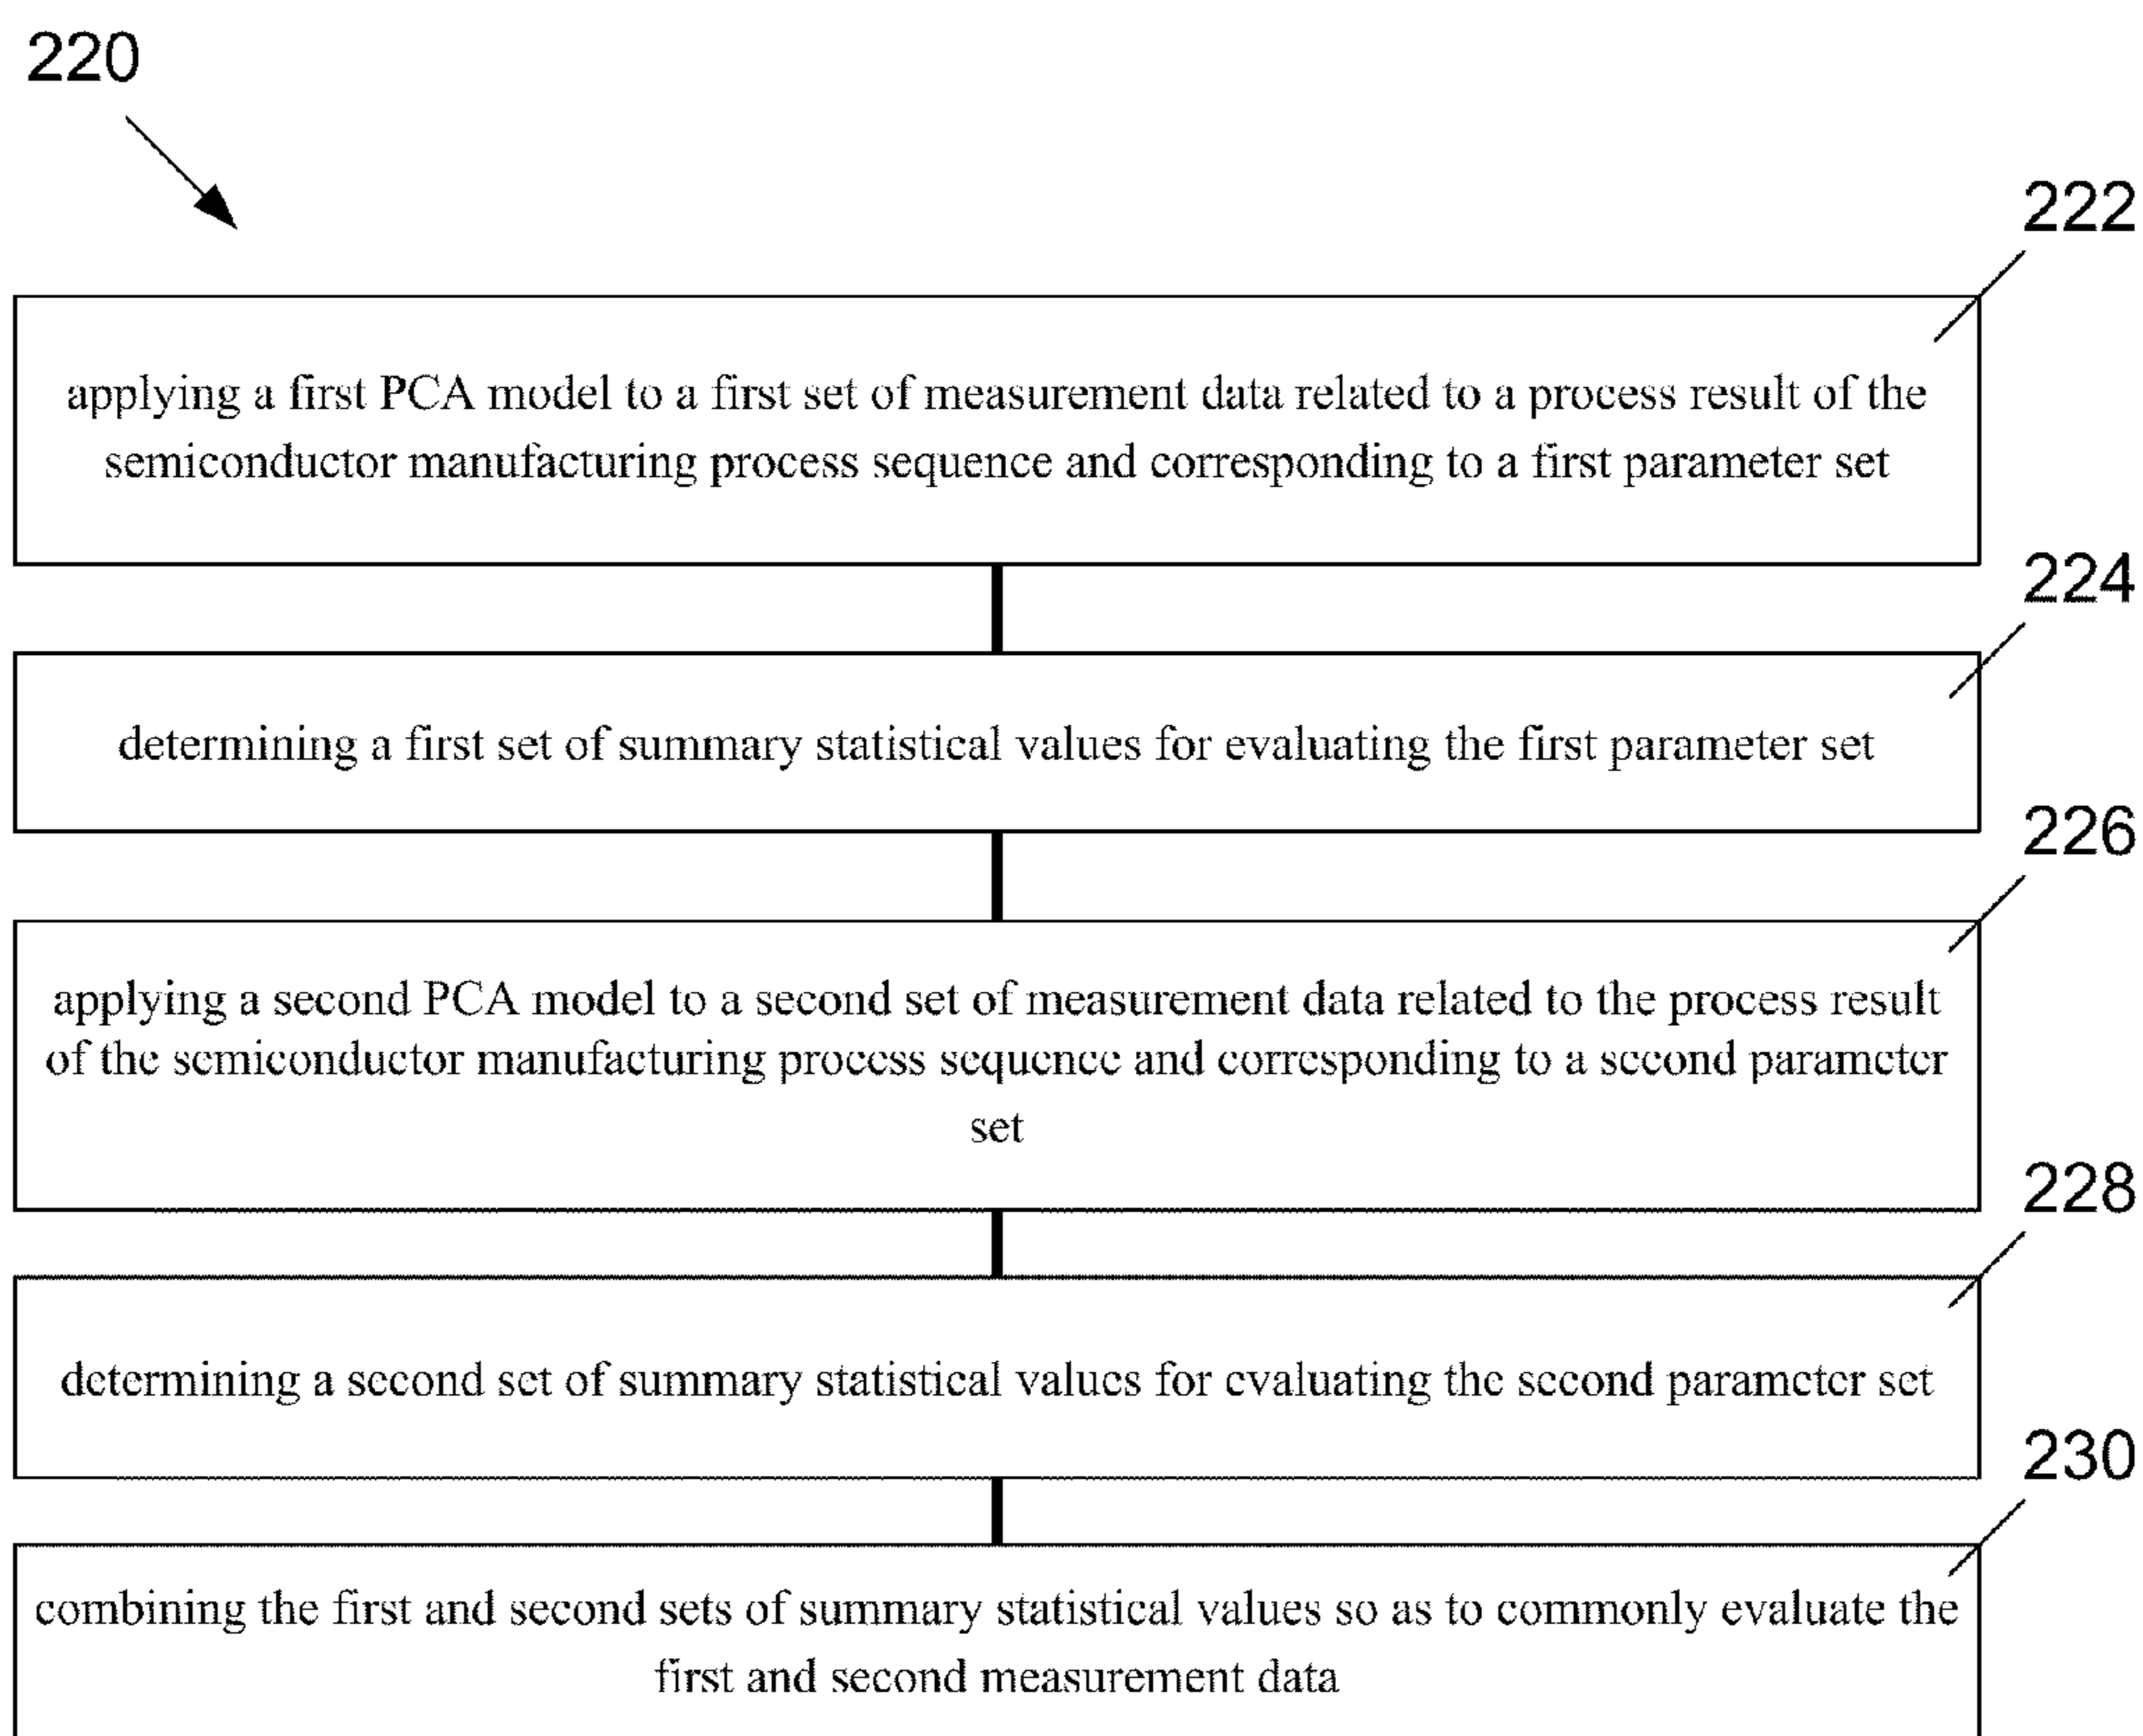 220
222
applying a first PCA model to a first set of measurement data related to a process result of the
semiconductor manufacturing process sequence and corresponding to a first parameter set
224
determining a first set of summary statistical values for evaluating the first parameter set
226
applying a second PCA model to a second set of measurement data related to the process result
of the semiconductor manufacturing process sequence and corresponding to a second parameter
set
228
determining a second set of summary statistical values for evaluating the second parameter set
230
combining the first and second sets of summary statistical values so as to commonly evaluate the
first and second measurement data